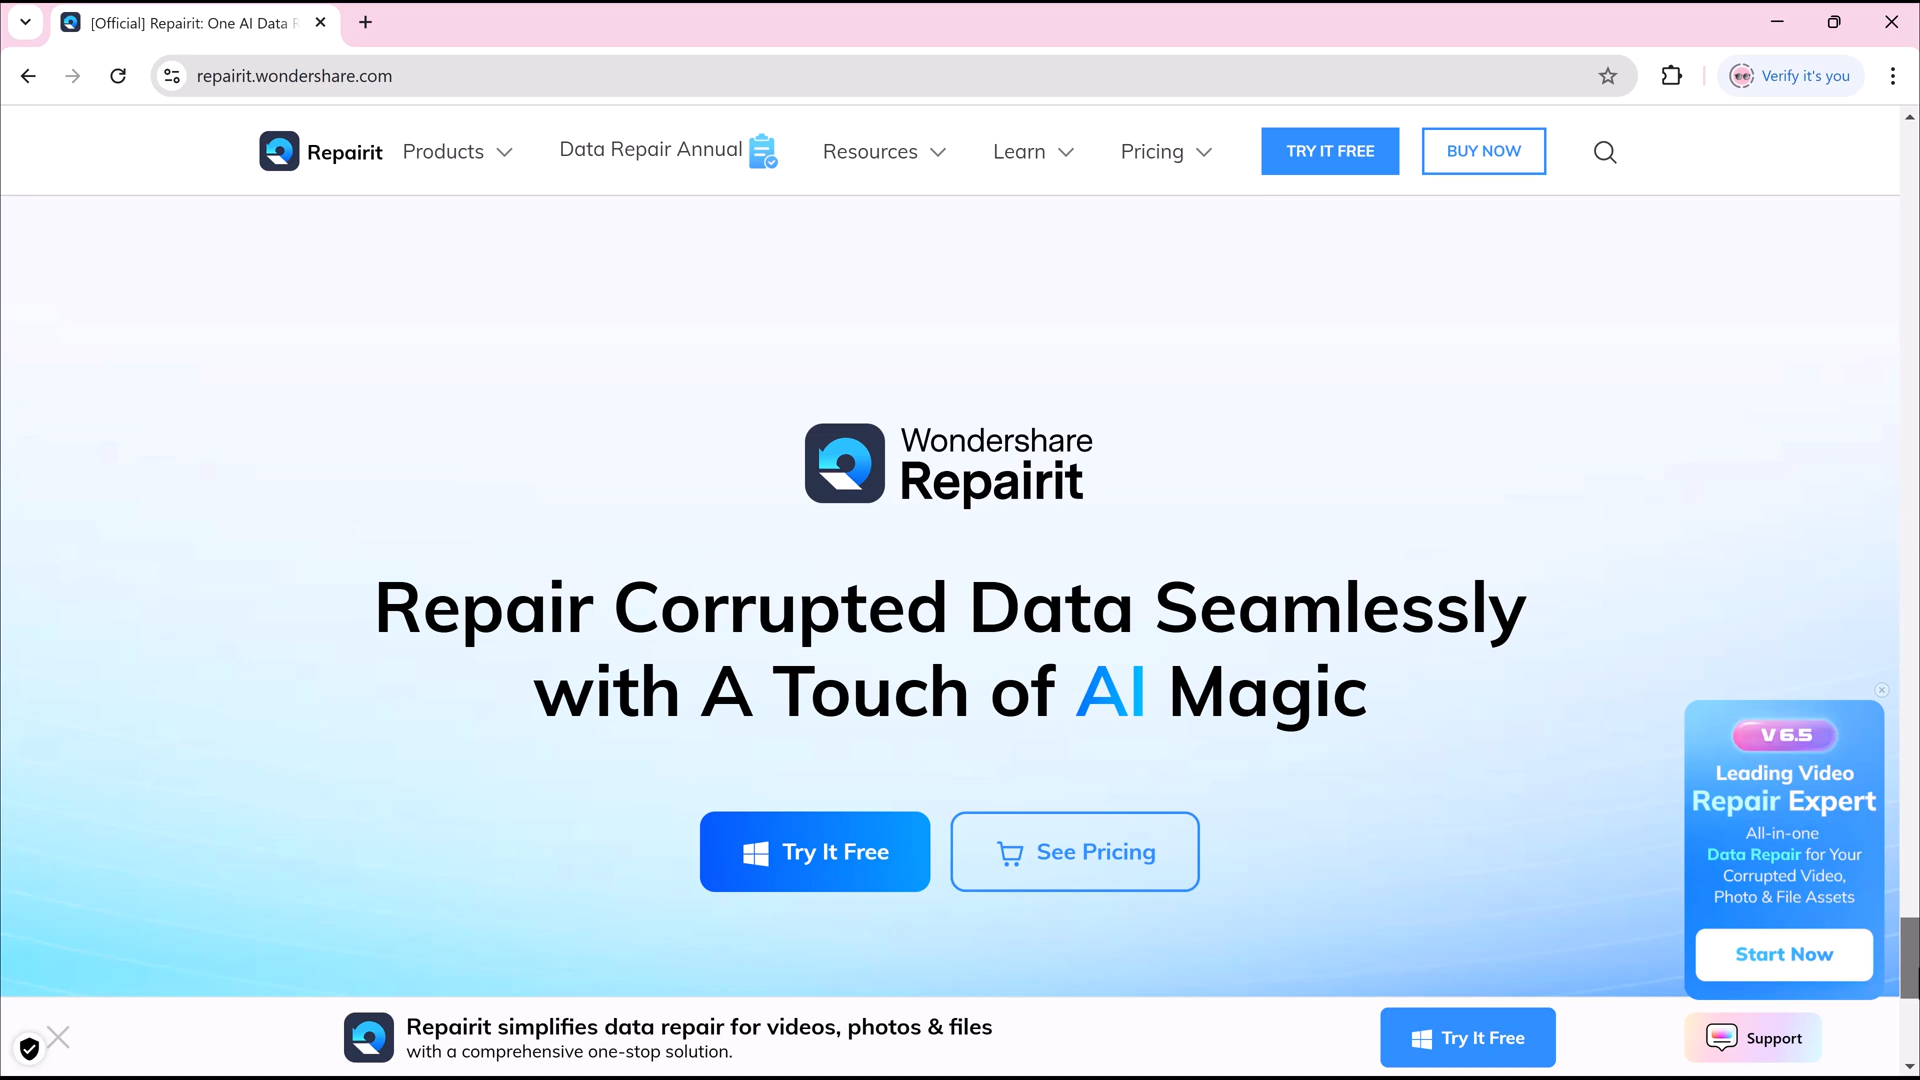 [Official] Repairit: One AI Data R
repairit.wondershare.com
Verify it's you
Repairit
Products
Data Repair Annual
Resources
Learn
Pricing
TRY IT FREE
BUY NOW
Wondershare
Repairit
Repair Corrupted Data Seamlessly
with A Touch of AI Magic
Try It Free
See Pricing
V 6.5
Leading Video
Repair Expert
All-in-one
Data Repair for Your
Corrupted Video,
Photo & File Assets
Start Now
Repairit simplifies data repair for videos, photos & files
with a comprehensive one-stop solution.
Try It Free
Support